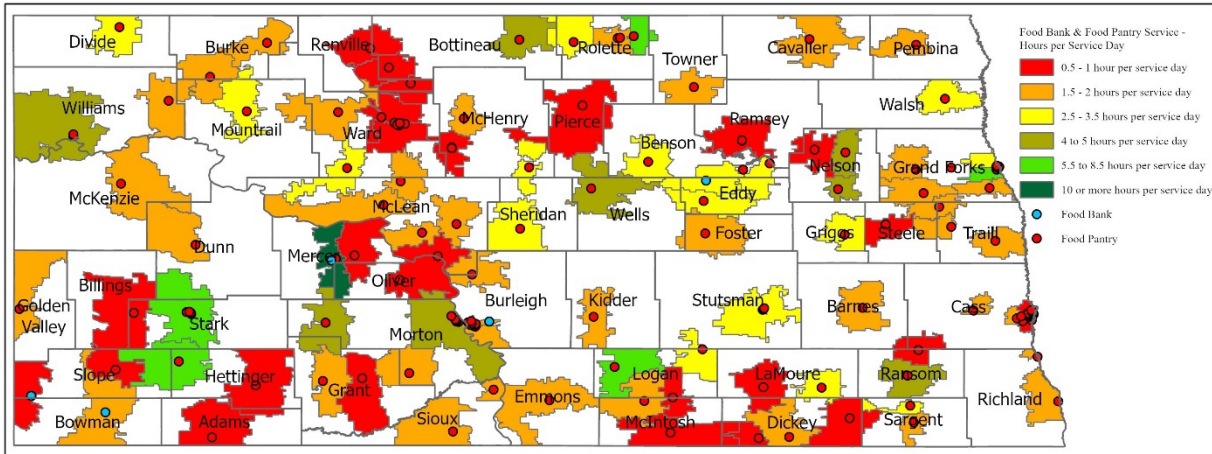 Divide
Burke
Renville
Bottineau
Rolette
Towner
Cavalier
Pembina
Williams
Mountrail
Ward
McHenry
Pierce
Benson
Ramsey
Walsh
Nelson
Grand Forks
McKenzie
McLean
Sheridan
Wells
Eddy
Dunn
Foster
Griggs
Steele
Traill
Mercer
Oliver
Golden
Valley
Billings
Stark
Burleigh
Kidder
Stutsman
Barnes
Cass
Morton
Slope
Hettinger
Grant
Logan
LaMoure
Ransom
Richland
Bowman
Adams
Sioux
Emmons
McIntosh
Dickey
Sargent
Food Bank & Food Pantry Service -
Hours per Service Day
0.5 - 1 hour per service day
1.5 - 2 hours per service day
2.5 - 3.5 hours per service day
4 to 5 hours per service day
5.5 to 8.5 hours per service day
10 or more hours per service day
Food Bank
Food Pantry